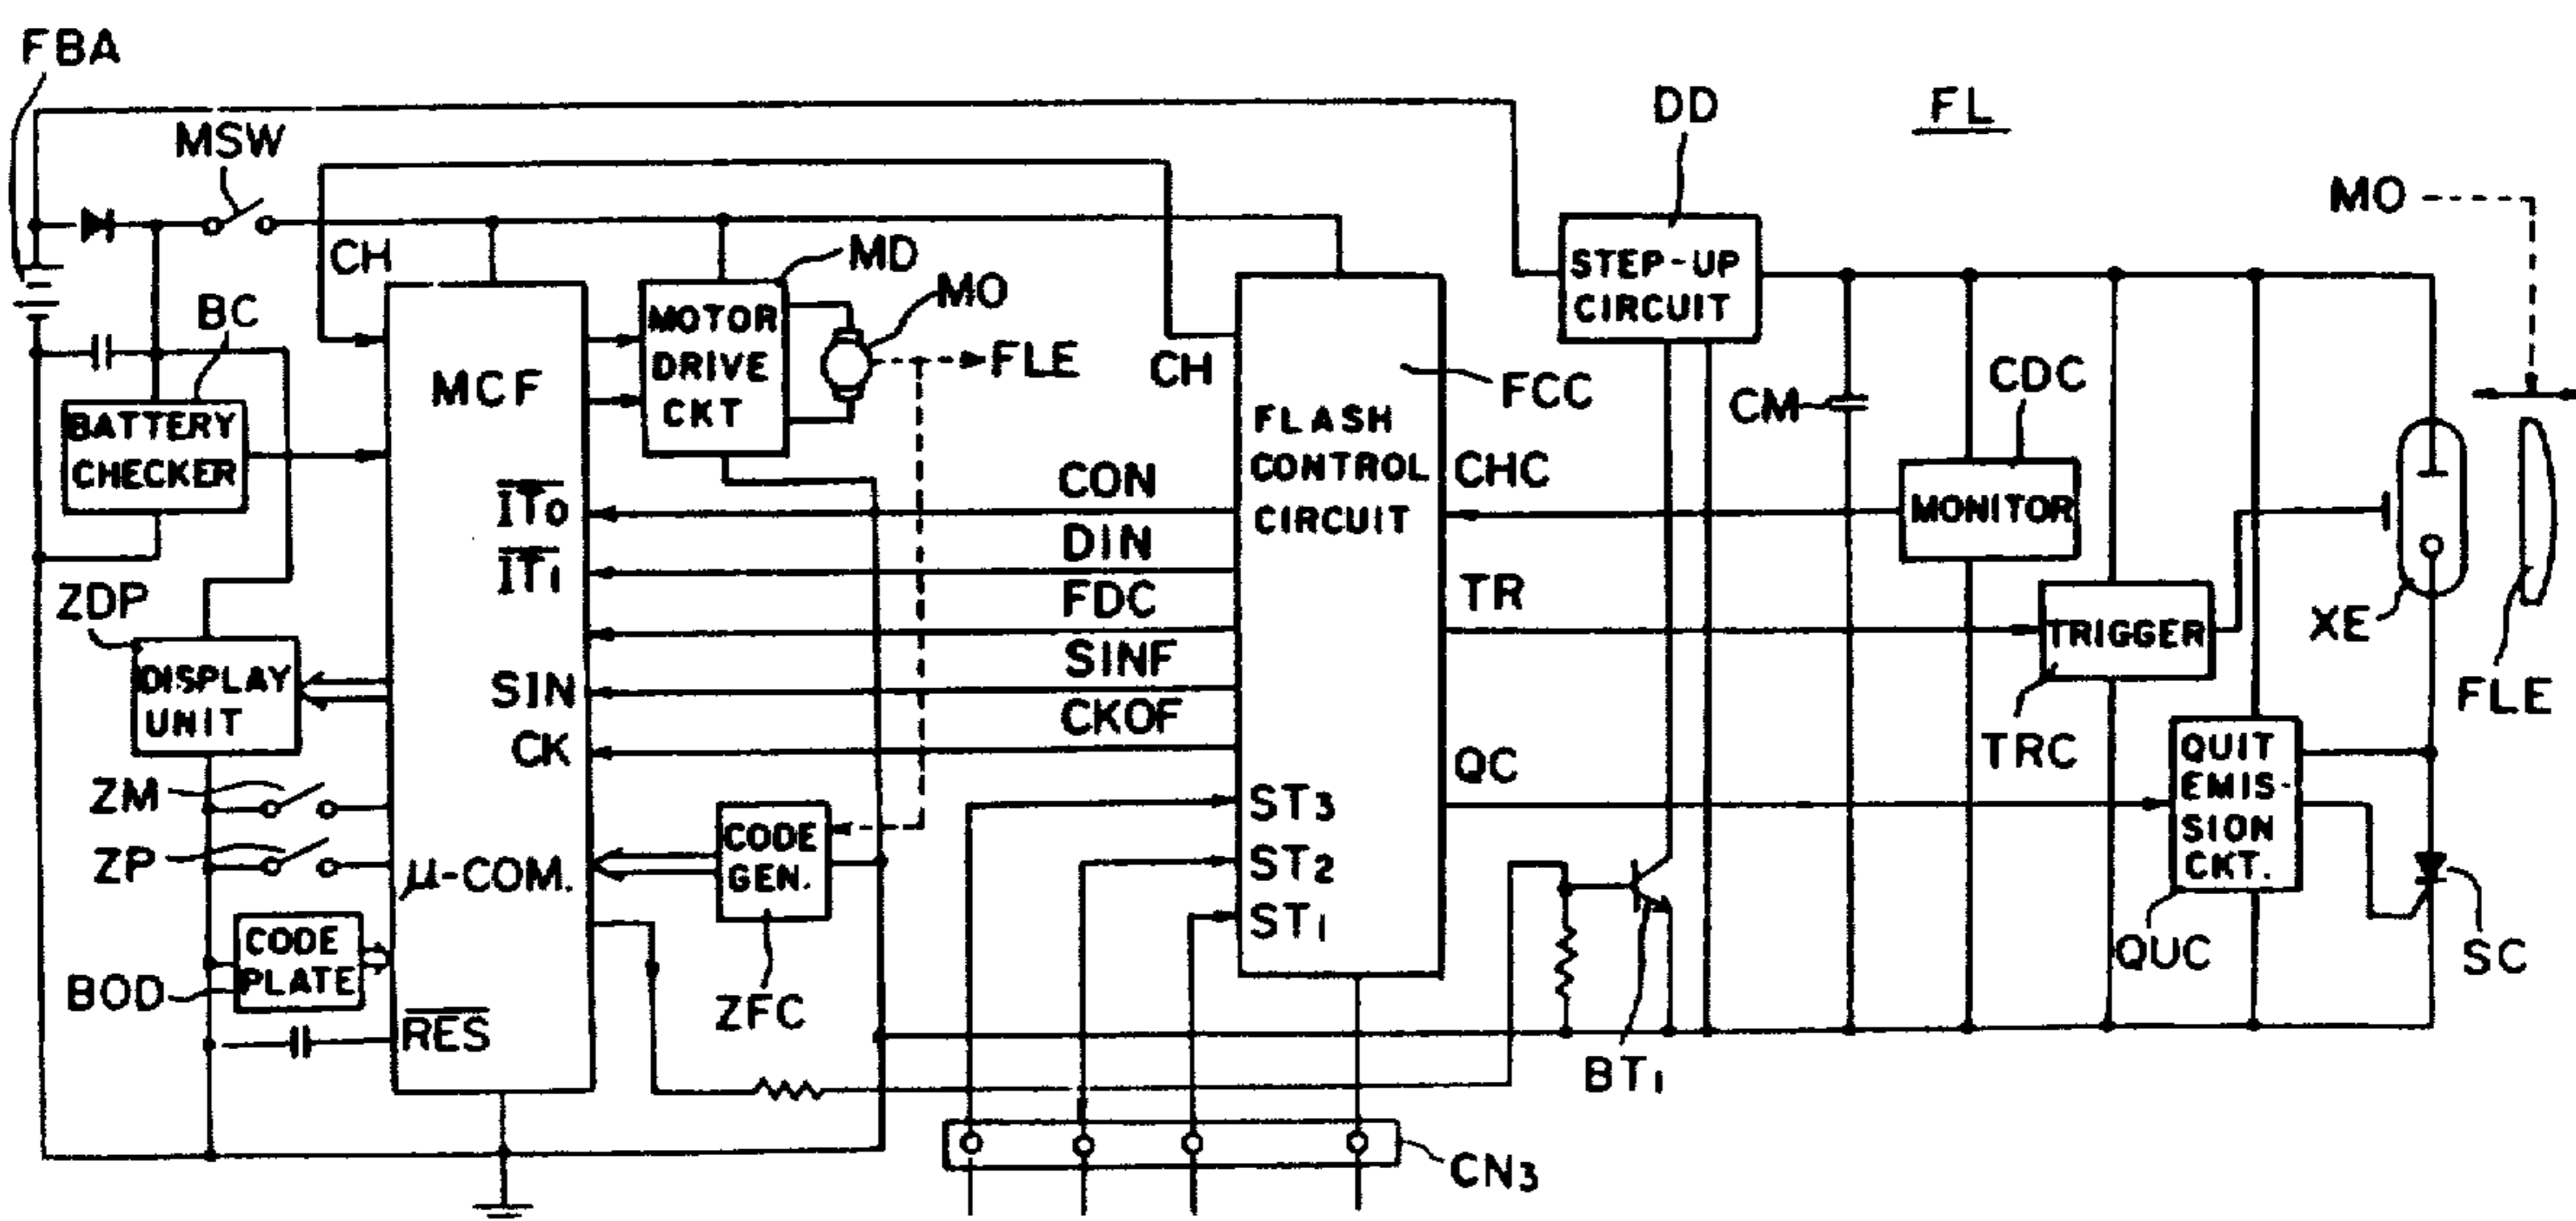 FBA
MSW
DD
FL
MO
CH
MD
MO
STEP-UP
CIRCUIT
BC
MOTOR
DRIVE
CKT
FLE
CH
FCC
CM
CDC
MCF
BATTERY
CHECKER
FLASH
CONTROL
CIRCUIT
CHC
MONITOR
IT0
CON
IT1
DIN
ZDP
FDC
TR
TRIGGER
XE
FLE
DISPLAY
UNIT
SIN
SINF
CK
CKOF
QC
TRC
QUIT
EMIS-
SION
CKT.
ZM
ZP
μ-COM.
CODE
GEN.
ST3
ST2
ST1
QUC
SC
CODE
PLATE
BOD
ZFC
RES
BT1
CN3